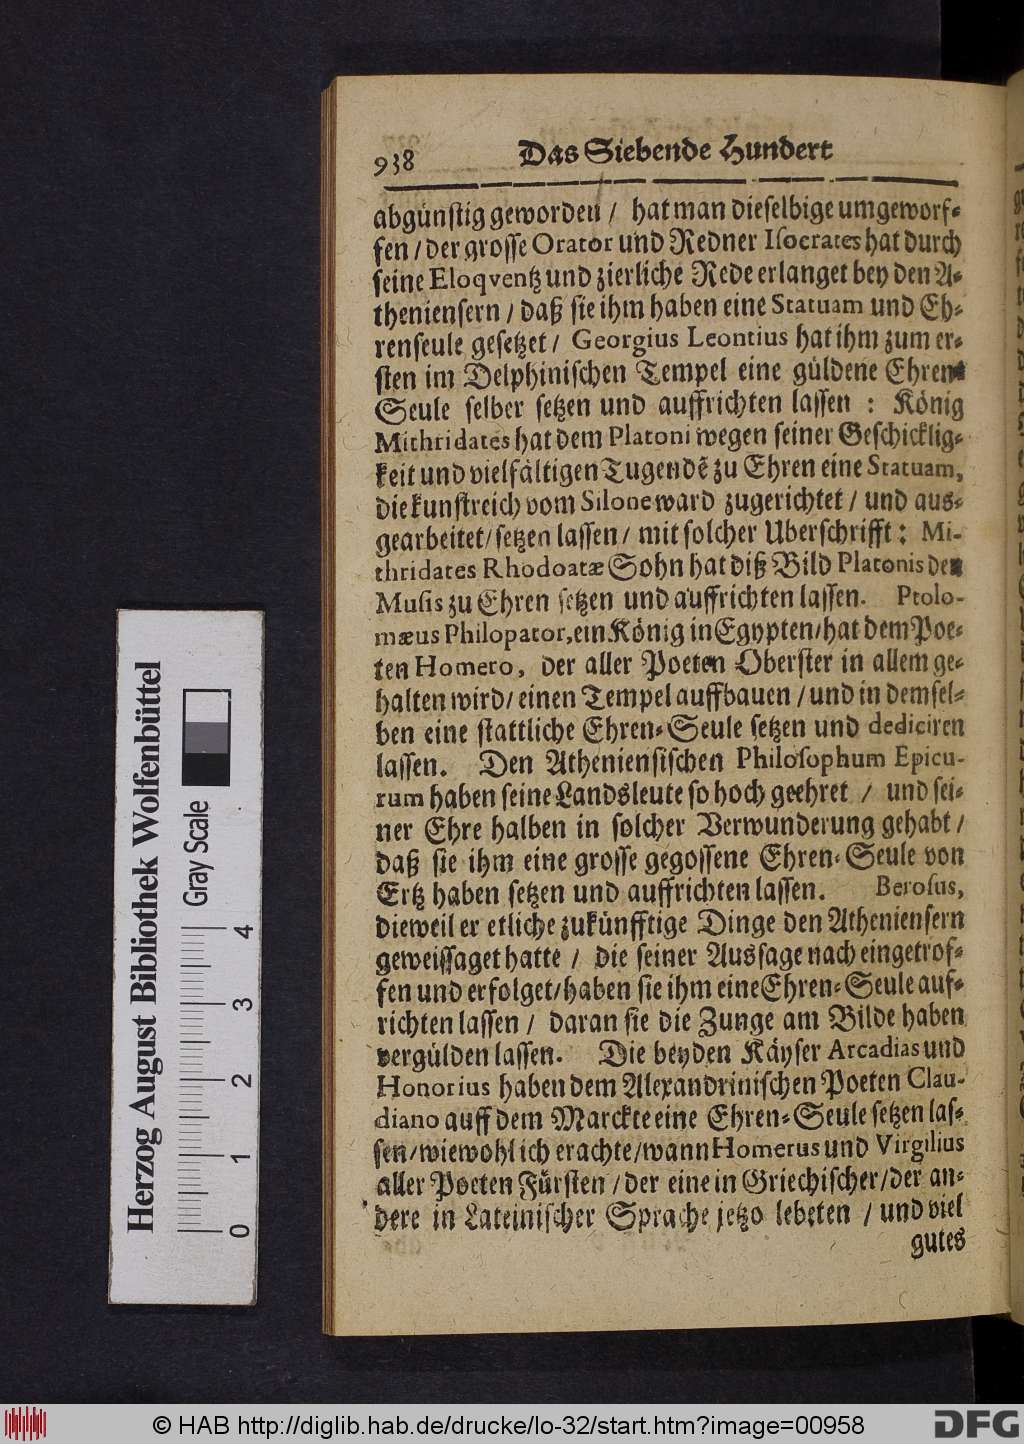 938 Das Siebende Hundert
abgünstig geworden / hat man dieselbige umgeworf-
fen / der grosse Orator und Redner Isocrates hat durch
seine Eloqventz und zierliche Rede erlanget bey den A-
theniensern / daß sie ihm haben eine Statuam und Eh-
renseule gesetzet / Georgius Leontius hat ihm zum er-
sten im Delphinischen Tempel eine güldene Ehren-
Seule selber setzen und auffrichten lassen : König
Mithridates hat dem Platoni wegen seiner Geschicklig-
keit und vielfältigen Tugendẽ zu Ehren eine Statuam,
die kunstreich vom Silone ward zugerichtet / und aus-
gearbeitet / setzen lassen / mit solcher Uberschrifft : Mi-
thridates Rhodoatæ Sohn hat diß Bild Platonis den
Musis zu Ehren setzen und auffrichten lassen. Ptolo-
mæus Philopator, ein König in Egypten / hat dem Poe-
ten Homero, der aller Poeten Oberster in allem ge-
halten wird / einen Tempel auffbauen / und in demsel-
ben eine stattliche Ehren-Seule setzen und dediciren
lassen. Den Atheniensischen Philosophum Epicu-
rum haben seine Landsleute so hoch geehret / und sei-
ner Ehre halben in solcher Verwunderung gehabt /
daß sie ihm eine grosse gegossene Ehren-Seule von
Ertz haben setzen und auffrichten lassen. Berosus,
dieweil er etliche zukünfftige Dinge den Atheniensern
geweissaget hatte / die seiner Aussage nach eingetrof-
fen und erfolget / haben sie ihm eine Ehren-Seule auf-
richten lassen / daran sie die Zunge am Bilde haben
vergülden lassen. Die beyden Käyser Arcadias und
Honorius haben dem Alexandrinischen Poeten Clau-
diano auff dem Marckte eine Ehren-Seule setzen las-
sen / wiewohl ich erachte / wann Homerus und Virgilius
aller Poeten Fürsten / der eine in Griechischer / der an-
dere in Lateinischer Sprache jetzo lebeten / und viel
gutes
Herzog August Bibliothek Wolfenbüttel
Gray Scale
0 1 2 3 4
© HAB http://diglib.hab.de/drucke/lo-32/start.htm?image=00958
DFG